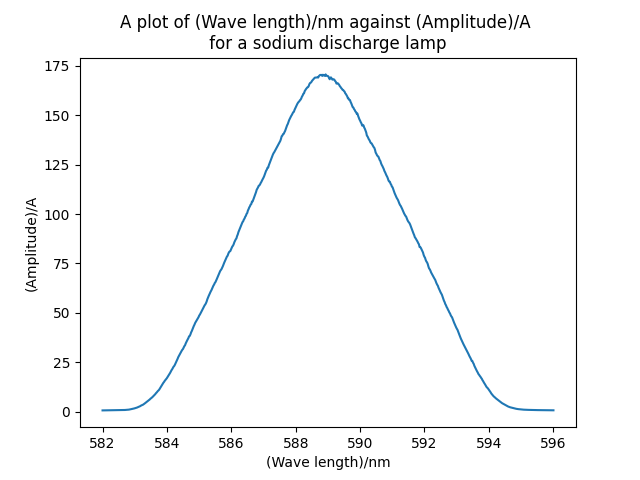 A plot of (Wave length)/nm against (Amplitude)/A
for a sodium discharge lamp
175
150
125
100
75
50
25
0
(Amplitude)/A
582 584 586 588 590 592 594 596
(Wave length)/nm